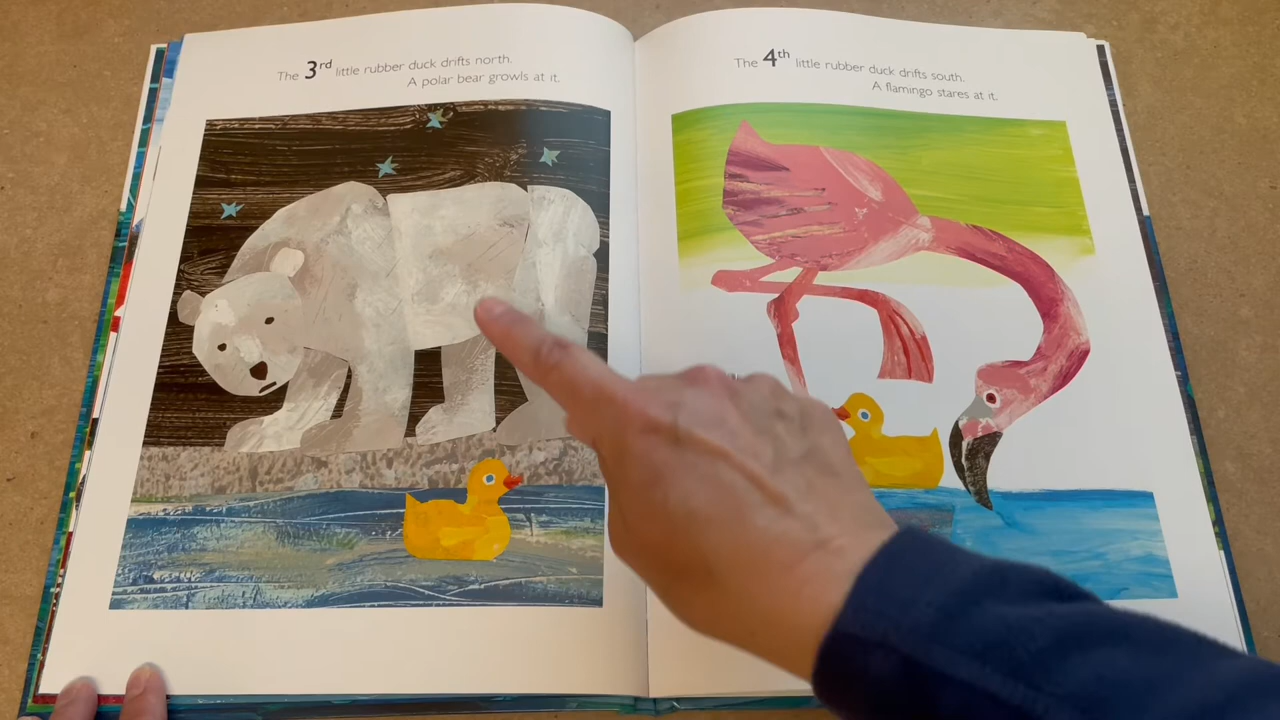 The 3rd little rubber duck drifts north.
A polar bear growls at it.
The 4th little rubber duck drifts south.
A flamingo stares at it.